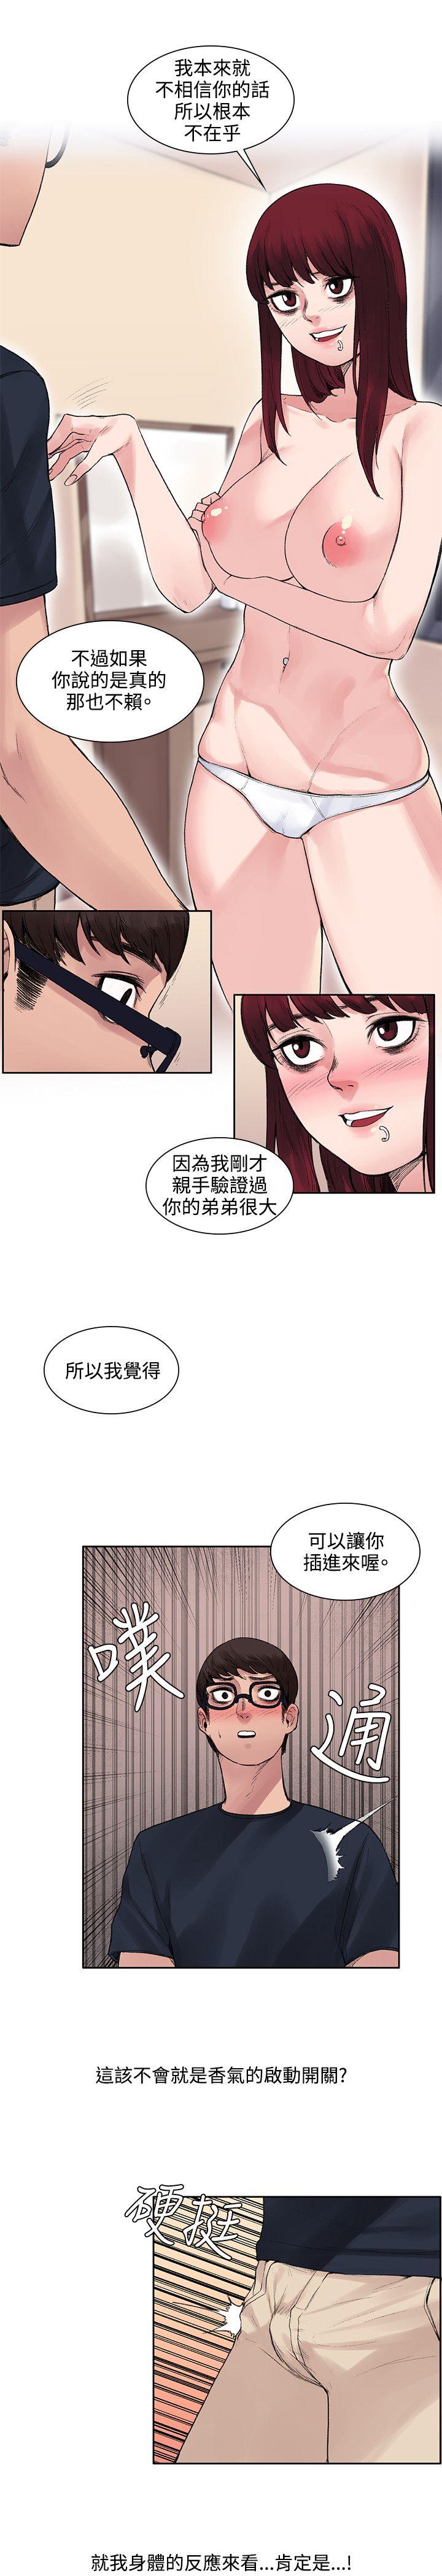 我本來就
不相信你的話
所以根本
不在乎
不過如果
你說的是真的
那也不賴。
因為我剛才
親手驗證過
你的弟弟很大
所以我覺得
可以讓你
插進來喔。
噗
通
這該不會就是香氣的啟動開關?
硬挺
就我身體的反應來看...肯定是...!